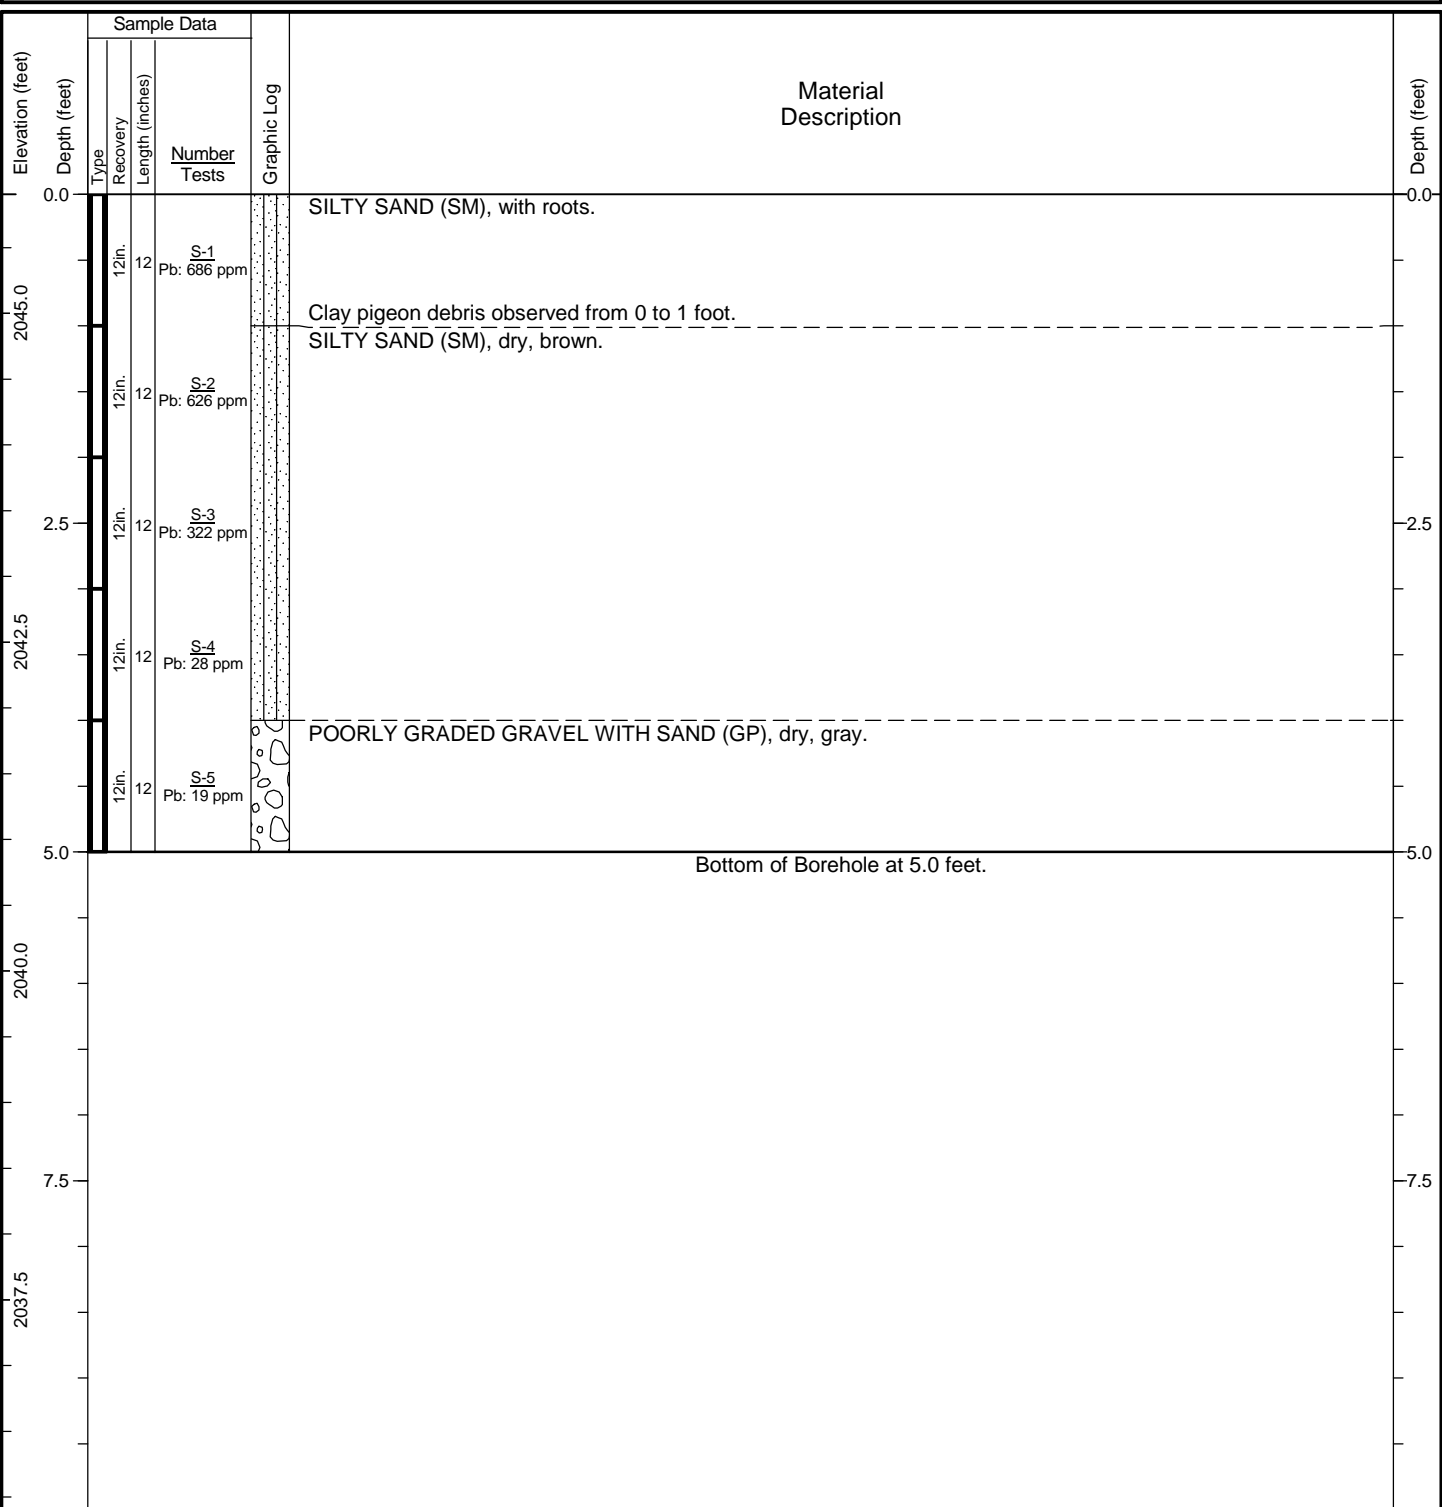 Sample Data
Elevation (feet)
Depth (feet)
Type
Recovery
Length (inches)
Number
Tests
Graphic Log
Material
Description
Depth (feet)
0.0
0.0
SILTY SAND (SM), with roots.
12in.
12
S-1
Pb: 686 ppm
2045.0
Clay pigeon debris observed from 0 to 1 foot.
SILTY SAND (SM), dry, brown.
12in.
12
S-2
Pb: 626 ppm
2.5
12in.
12
S-3
Pb: 322 ppm
2.5
2042.5
12in.
12
S-4
Pb: 28 ppm
POORLY GRADED GRAVEL WITH SAND (GP), dry, gray.
12in.
12
S-5
Pb: 19 ppm
5.0
5.0
Bottom of Borehole at 5.0 feet.
2040.0
7.5
7.5
2037.5